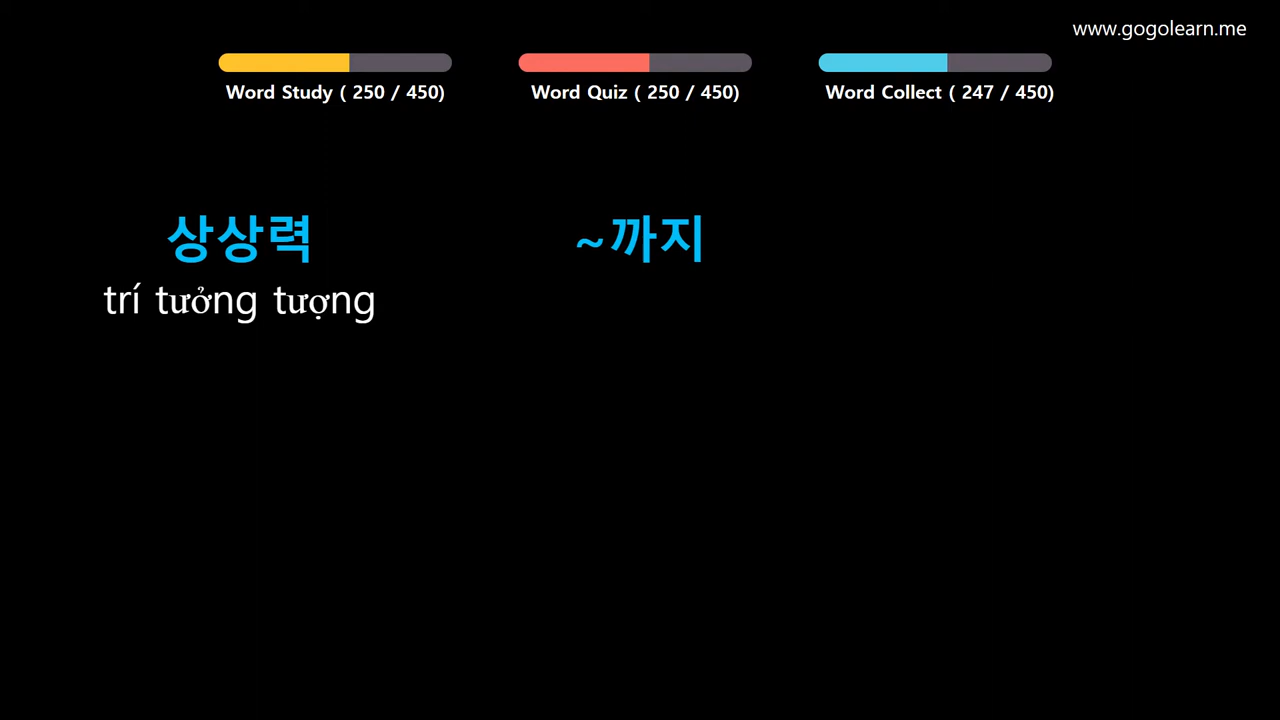 www.gogolearn.me
Word Study ( 250 / 450)
Word Quiz ( 250 / 450)
Word Collect ( 247 / 450)
상상력
~까지
trí tưởng tượng